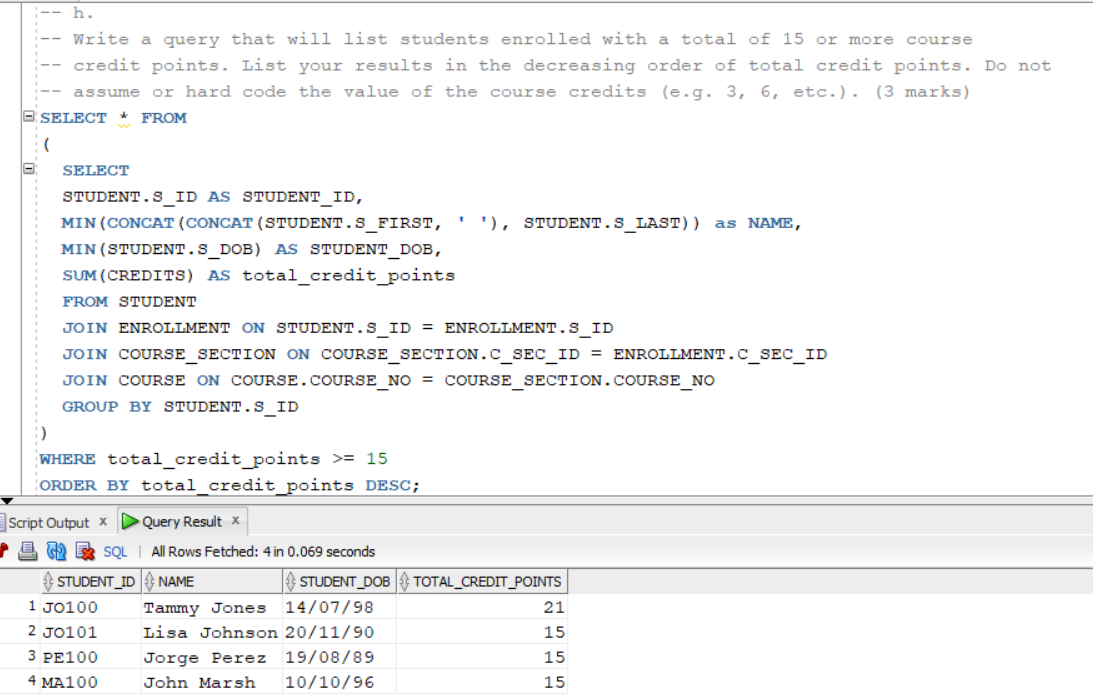 -- h.
-- Write a query that will list students enrolled with a total of 15 or more course
-- credit points. List your results in the decreasing order of total credit points. Do not
-- assume or hard code the value of the course credits (e.g. 3, 6, etc.). (3 marks)
SELECT * FROM
(
SELECT
STUDENT.S_ID AS STUDENT_ID,
MIN(CONCAT(CONCAT(STUDENT.S_FIRST, ' '), STUDENT.S_LAST)) as NAME,
MIN(STUDENT.S_DOB) AS STUDENT_DOB,
SUM(CREDITS) AS total_credit_points
FROM STUDENT
JOIN ENROLLMENT ON STUDENT.S_ID = ENROLLMENT.S_ID
JOIN COURSE_SECTION ON COURSE_SECTION.C_SEC_ID = ENROLLMENT.C_SEC_ID
JOIN COURSE ON COURSE.COURSE_NO = COURSE_SECTION.COURSE_NO
GROUP BY STUDENT.S_ID
)
WHERE total_credit_points >= 15
ORDER BY total_credit_points DESC;
Script Output x Query Result x
SQL | All Rows Fetched: 4 in 0.069 seconds
STUDENT_ID NAME STUDENT_DOB TOTAL_CREDIT_POINTS
1 JO100 Tammy Jones 14/07/98 21
2 JO101 Lisa Johnson 20/11/90 15
3 PE100 Jorge Perez 19/08/89 15
4 MA100 John Marsh 10/10/96 15